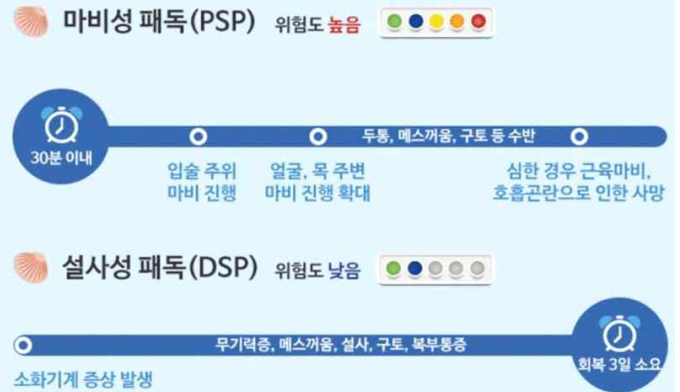 마비성 패독(PSP) 위험도 높음
30분 이내
두통, 메스꺼움, 구토 등 수반
입술 주위
마비 진행
얼굴, 목 주변
마비 진행 확대
심한 경우 근육마비,
호흡곤란으로 인한 사망
설사성 패독(DSP) 위험도 낮음
무기력증, 메스꺼움, 설사, 구토, 복부통증
소화기계 증상 발생
회복 3일 소요